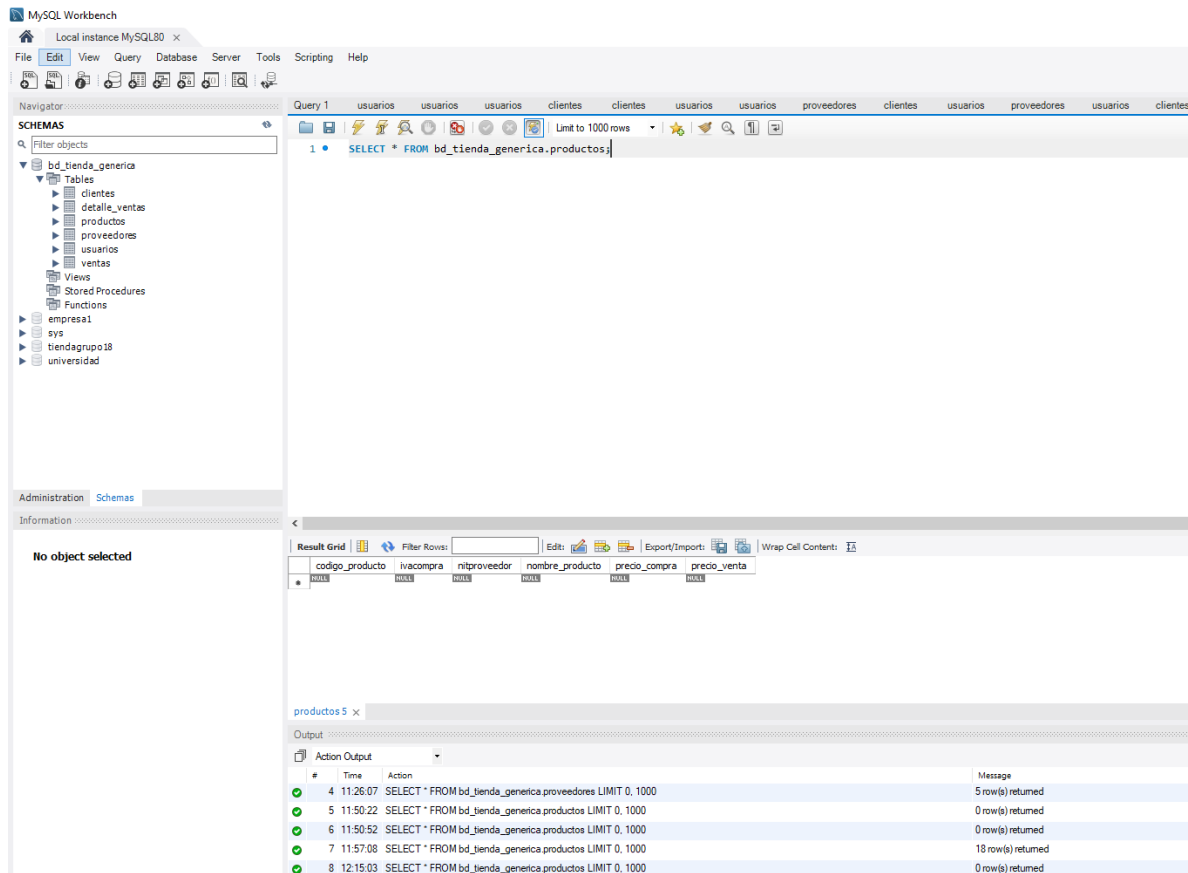 MySQL Workbench
Local instance MySQL80
File Edit View Query Database Server Tools Scripting Help
Navigator
SCHEMAS
Filter objects
bd_tienda_generica
Tables
clientes
detalle_ventas
productos
proveedores
usuarios
ventas
Views
Stored Procedures
Functions
empresa1
sys
tiendagrupo18
universidad
Administration Schemas
Information
No object selected
Query 1 usuarios usuarios usuarios clientes clientes usuarios usuarios proveedores clientes usuarios proveedores usuarios clientes
Limit to 1000 rows
1 SELECT * FROM bd_tienda_generica.productos;
Result Grid Filter Rows: Edit: Export/Import: Wrap Cell Content:
codigo_producto ivacompra nitproveedor nombre_producto precio_compra precio_venta
NULL NULL NULL NULL NULL NULL
productos 5
Output
Action Output
# Time Action Message
4 11:26:07 SELECT * FROM bd_tienda_generica.proveedores LIMIT 0, 1000 5 row(s) returned
5 11:50:22 SELECT * FROM bd_tienda_generica.productos LIMIT 0, 1000 0 row(s) returned
6 11:50:52 SELECT * FROM bd_tienda_generica.productos LIMIT 0, 1000 0 row(s) returned
7 11:57:08 SELECT * FROM bd_tienda_generica.productos LIMIT 0, 1000 18 row(s) returned
8 12:15:03 SELECT * FROM bd_tienda_generica.productos LIMIT 0, 1000 0 row(s) returned